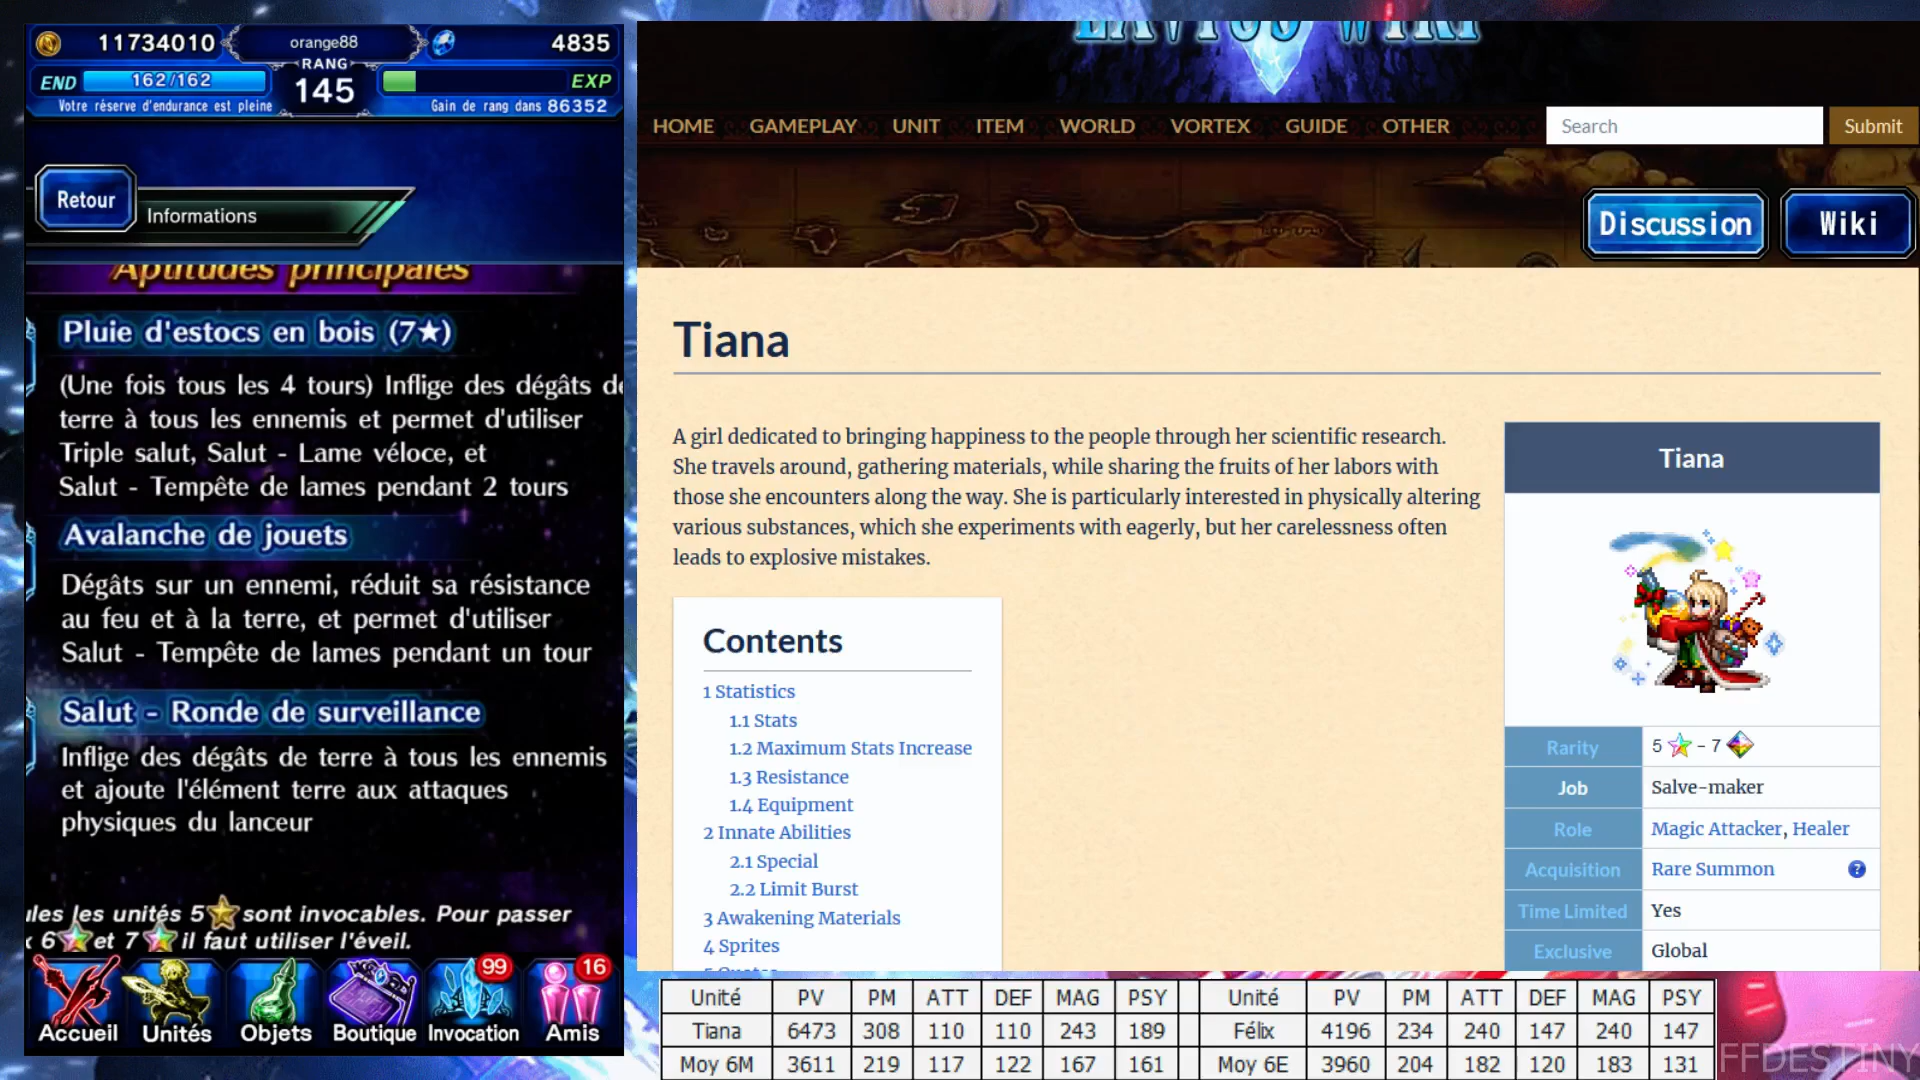 11734010
orange88
4835
RANG
END
162/162
145
EXP
Votre réserve d'endurance est pleine
Gain de rang dans 86352
Retour
Informations
Aptitudes principales
Pluie d'estocs en bois (7★)
(Une fois tous les 4 tours) Inflige des dégâts de
terre à tous les ennemis et permet d'utiliser
Triple salut, Salut - Lame véloce, et
Salut - Tempête de lames pendant 2 tours
Avalanche de jouets
Dégâts sur un ennemi, réduit sa résistance
au feu et à la terre, et permet d'utiliser
Salut - Tempête de lames pendant un tour
Salut - Ronde de surveillance
Inflige des dégâts de terre à tous les ennemis
et ajoute l'élément terre aux attaques
physiques du lanceur
ules les unités 5 sont invocables. Pour passer
6 et 7 il faut utiliser l'éveil.
99
16
Accueil
Unités
Objets
Boutique
Invocation
Amis
EXVIUS WIKI
HOME
GAMEPLAY
UNIT
ITEM
WORLD
VORTEX
GUIDE
OTHER
Search
Submit
Discussion
Wiki
Tiana
A girl dedicated to bringing happiness to the people through her scientific research.
She travels around, gathering materials, while sharing the fruits of her labors with
those she encounters along the way. She is particularly interested in physically altering
various substances, which she experiments with eagerly, but her carelessness often
leads to explosive mistakes.
Contents
1 Statistics
1.1 Stats
1.2 Maximum Stats Increase
1.3 Resistance
1.4 Equipment
2 Innate Abilities
2.1 Special
2.2 Limit Burst
3 Awakening Materials
4 Sprites
5 Quotes
Tiana
Rarity 5 - 7
Job Salve-maker
Role Magic Attacker, Healer
Acquisition Rare Summon ?
Time Limited Yes
Exclusive Global
Unité PV PM ATT DEF MAG PSY Unité PV PM ATT DEF MAG PSY
Tiana 6473 308 110 110 243 189 Félix 4196 234 240 147 240 147
Moy 6M 3611 219 117 122 167 161 Moy 6E 3960 204 182 120 183 131
FFDESTINY